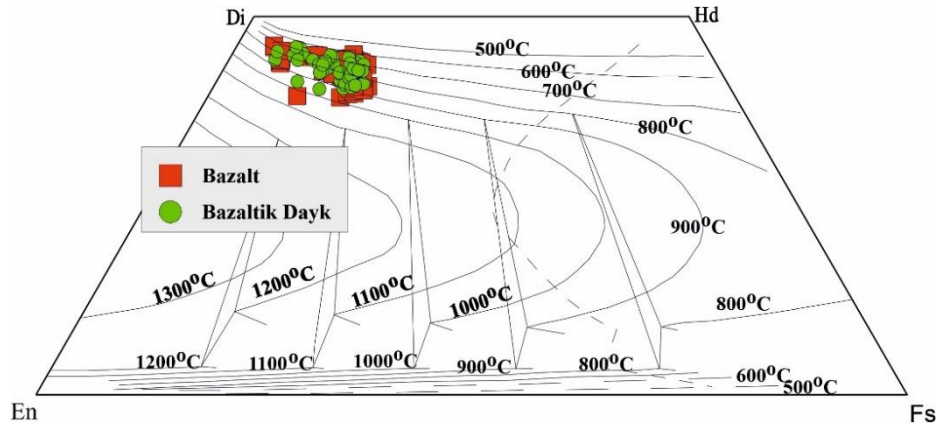 Di
Hd
500°C
600°C
700°C
800°C
Bazalt
Bazaltik Dayk
900°C
1300°C
1200°C
1100°C
1000°C
800°C
1200°C
1100°C
1000°C
900°C
800°C
600°C
500°C
En
Fs